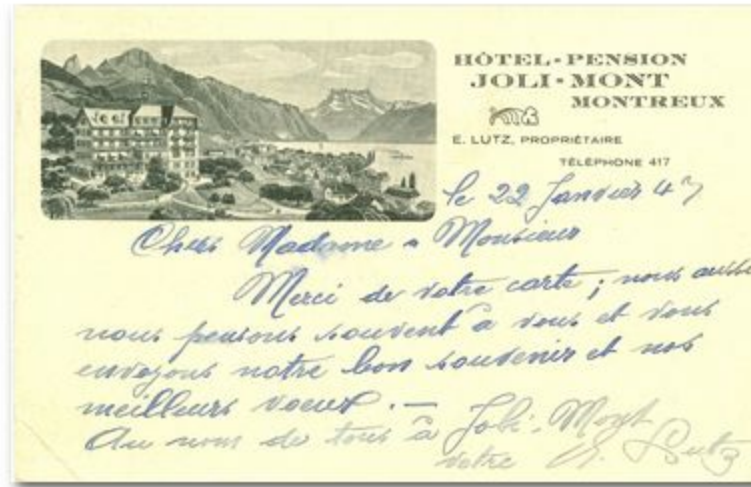 HÔTEL-PENSION
JOLI-MONT
MONTREUX
E. LUTZ, PROPRIÉTAIRE
TÉLÉPHONE 417
le 22 Janvier 47
Chers Madame & Monsieur
Merci de votre carte; nous aussi
nous pensons souvent à vous et vous
envoyons notre bon souvenir et nos
meilleurs voeux. —
Au nom de tous à Joli-Mont
votre E. Lutz